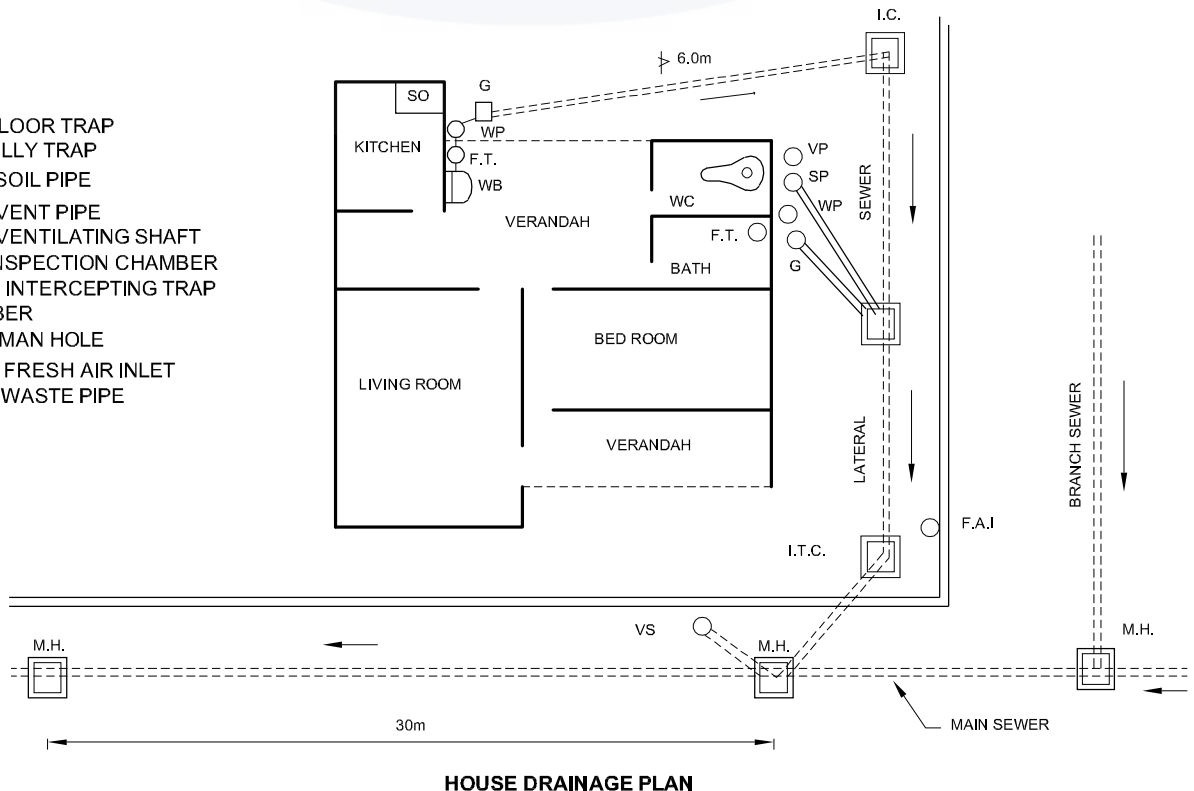 I.C.
6.0m
G
SO
LOOR TRAP
WP
VP
KITCHEN
LLY TRAP
F.T.
SOIL PIPE
SP
WB
WC
WP
SEWER
VENT PIPE
VERANDAH
F.T.
VENTILATING SHAFT
BATH
G
NSPECTION CHAMBER
INTERCEPTING TRAP
BER
MAN HOLE
BED ROOM
FRESH AIR INLET
LIVING ROOM
WASTE PIPE
VERANDAH
LATERAL
BRANCH SEWER
F.A.I
I.T.C.
VS
M.H.
M.H.
M.H.
30m
MAIN SEWER
HOUSE DRAINAGE PLAN